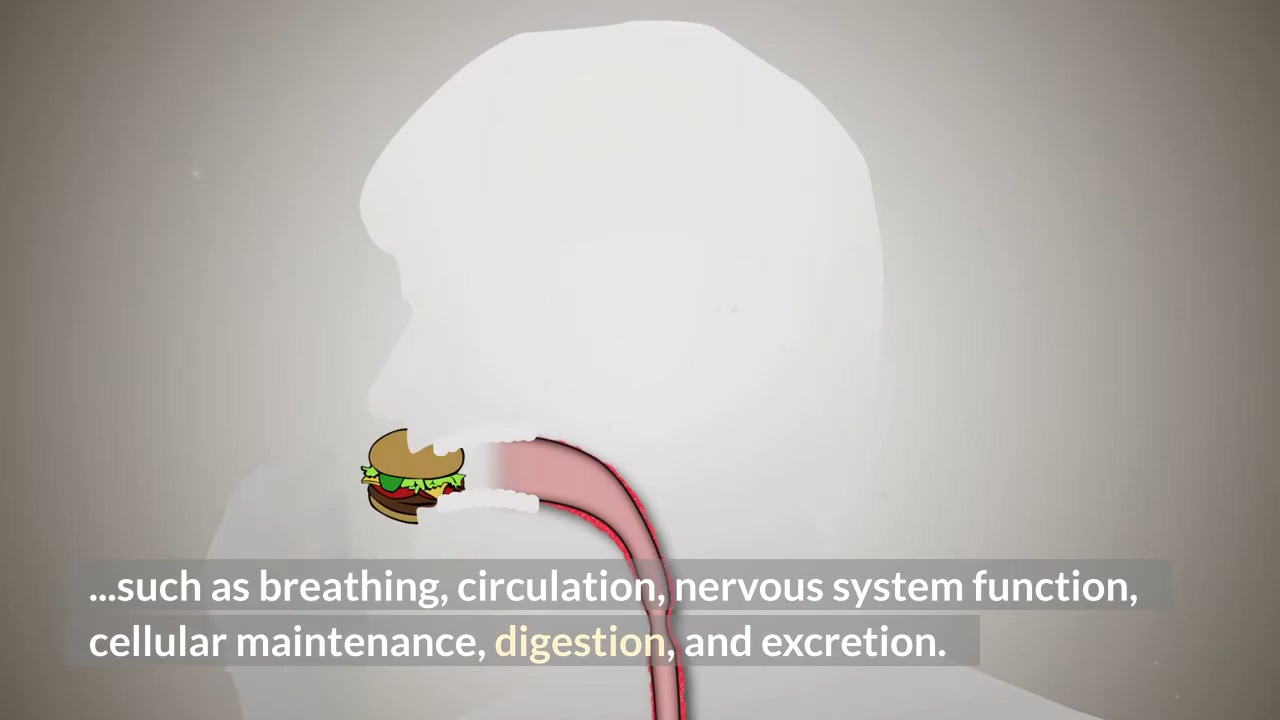 ...such as breathing, circulation, nervous system function,
cellular maintenance, digestion, and excretion.